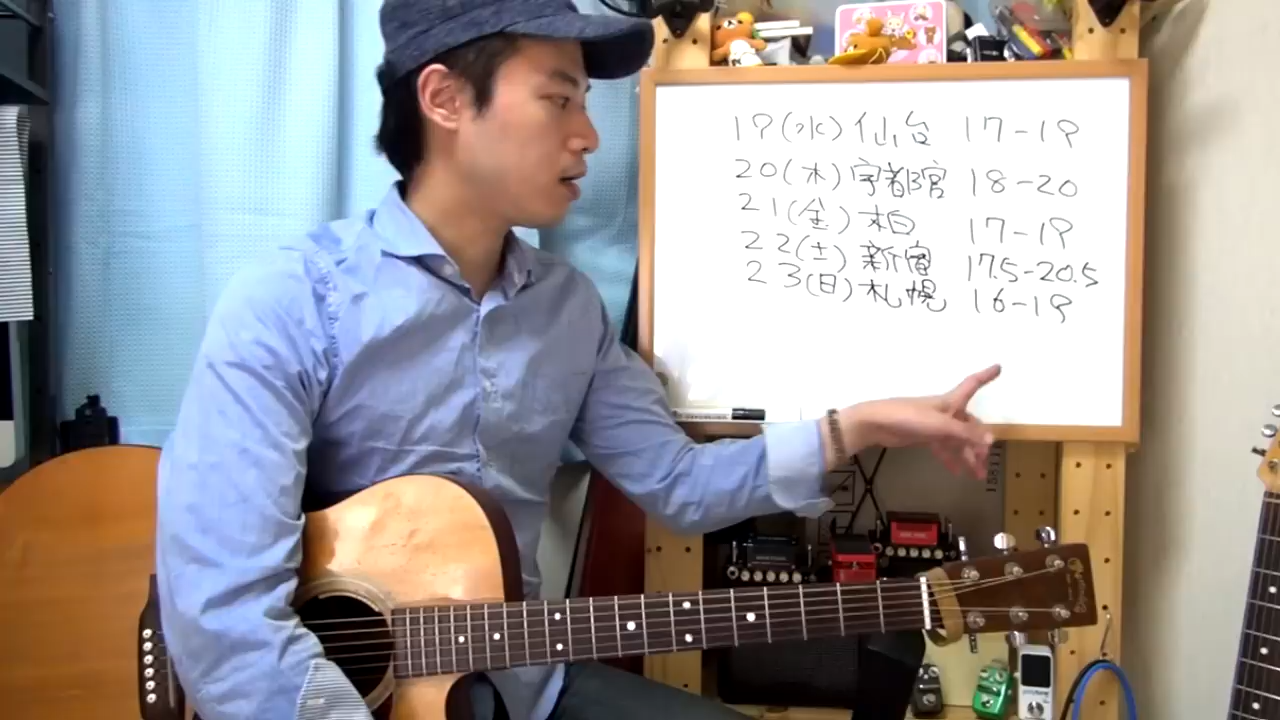 19(水) 仙台 17-19
20(木) 宇都宮 18-20
21(金) 柏 17-19
22(土) 新宿 17.5-20.5
23(日) 札幌 16-19